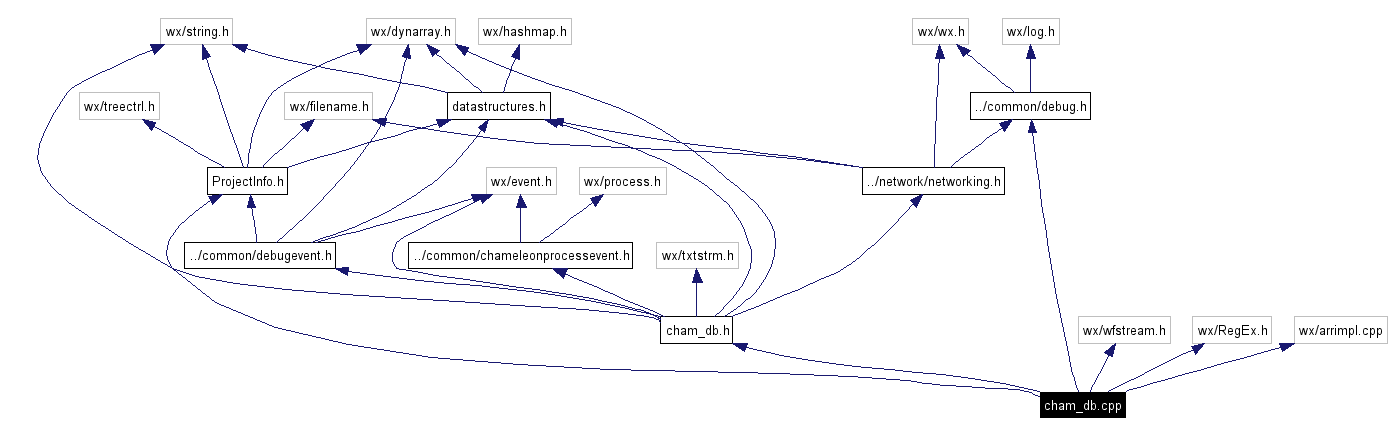 wx/string.h
wx/dynarray.h
wx/hashmap.h
wx/wx.h
wx/log.h
wx/treectrl.h
wx/filename.h
datastructures.h
../common/debug.h
ProjectInfo.h
wx/event.h
wx/process.h
../network/networking.h
../common/debugevent.h
../common/chameleonprocessevent.h
wx/txtstrm.h
cham_db.h
wx/wfstream.h
wx/RegEx.h
wx/arrimpl.cpp
cham_db.cpp